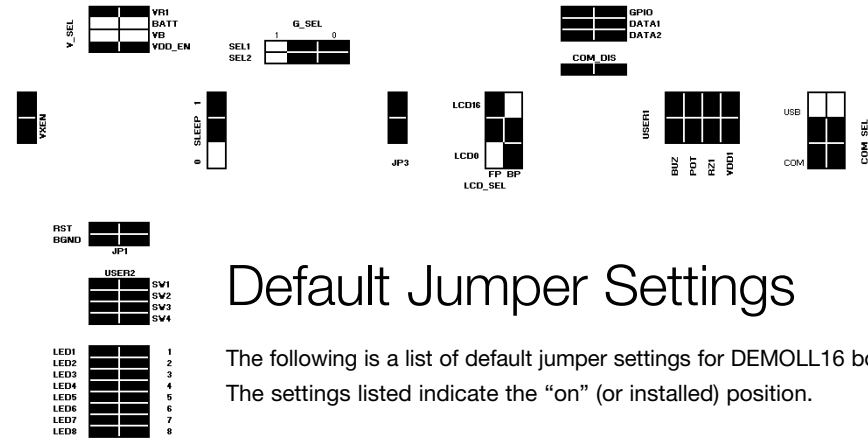 V_SEL
VR1
BATT
VB
VDD_EN
G_SEL
1 0
SEL1
SEL2
GPIO
DATA1
DATA2
COM_DIS
VXEN
0 SLEEP 1
JP3
LCD16
LCD0
FP BP
LCD_SEL
USER1
BUZ
POT
RZ1
VDD1
USB
COM
COM_SEL
RST
BGND
JP1
USER2
SW1
SW2
SW3
SW4
LED1 1
LED2 2
LED3 3
LED4 4
LED5 5
LED6 6
LED7 7
LED8 8
Default Jumper Settings
The following is a list of default jumper settings for DEMOLL16 bo
The settings listed indicate the “on” (or installed) position.